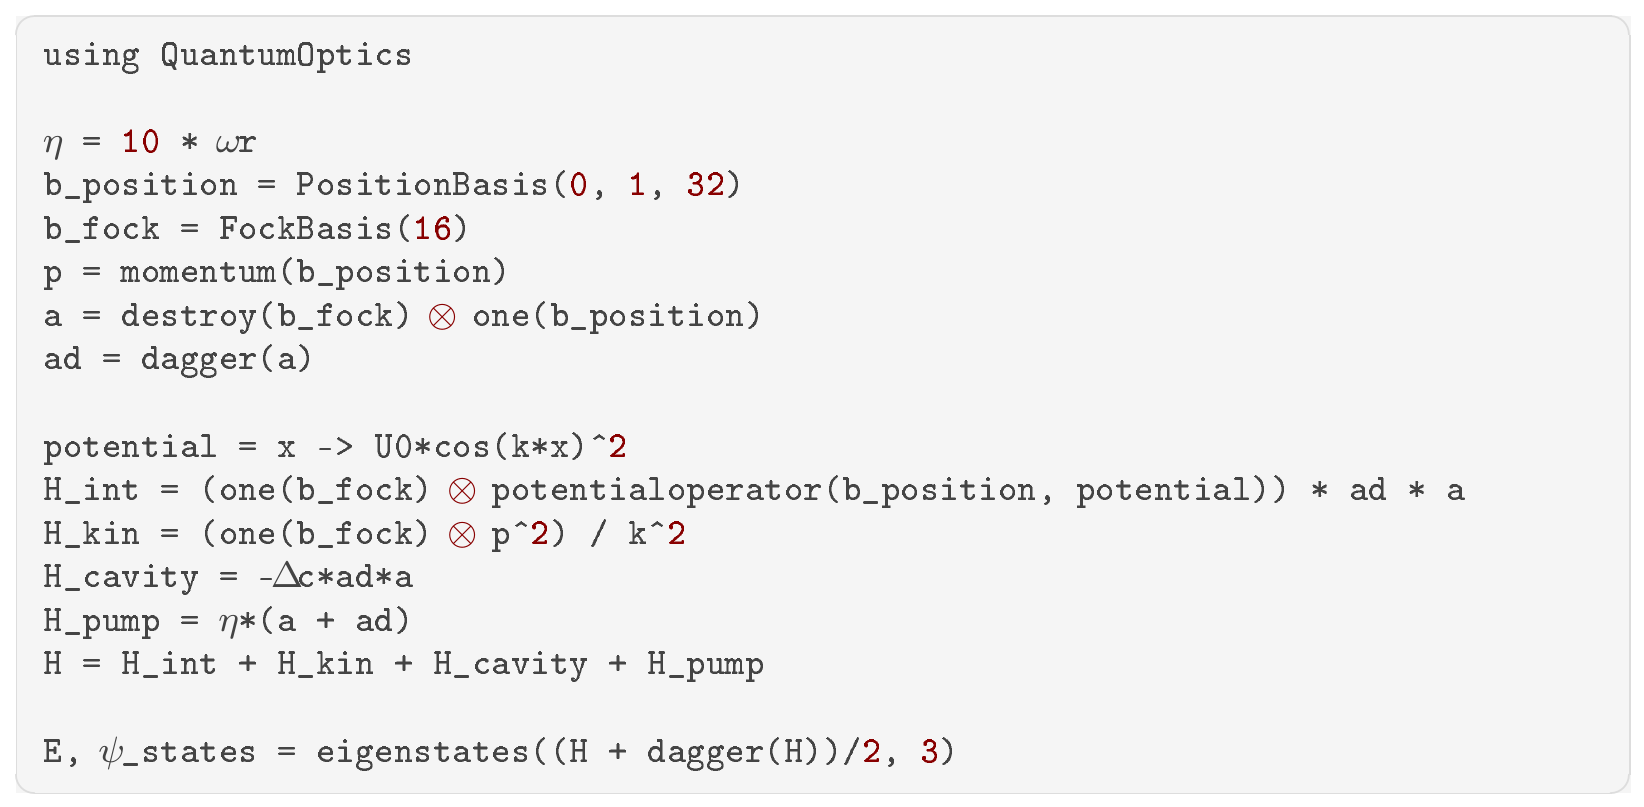 using QuantumOptics
η = 10 * ωr
b_position = PositionBasis(0, 1, 32)
b_fock = FockBasis(16)
p = momentum(b_position)
a = destroy(b_fock) ⊗ one(b_position)
ad = dagger(a)
potential = x -> U0*cos(k*x)^2
H_int = (one(b_fock) ⊗ potentialoperator(b_position, potential)) * ad * a
H_kin = (one(b_fock) ⊗ p^2) / k^2
H_cavity = -Δc*ad*a
H_pump = η*(a + ad)
H = H_int + H_kin + H_cavity + H_pump
E, ψ_states = eigenstates((H + dagger(H))/2, 3)